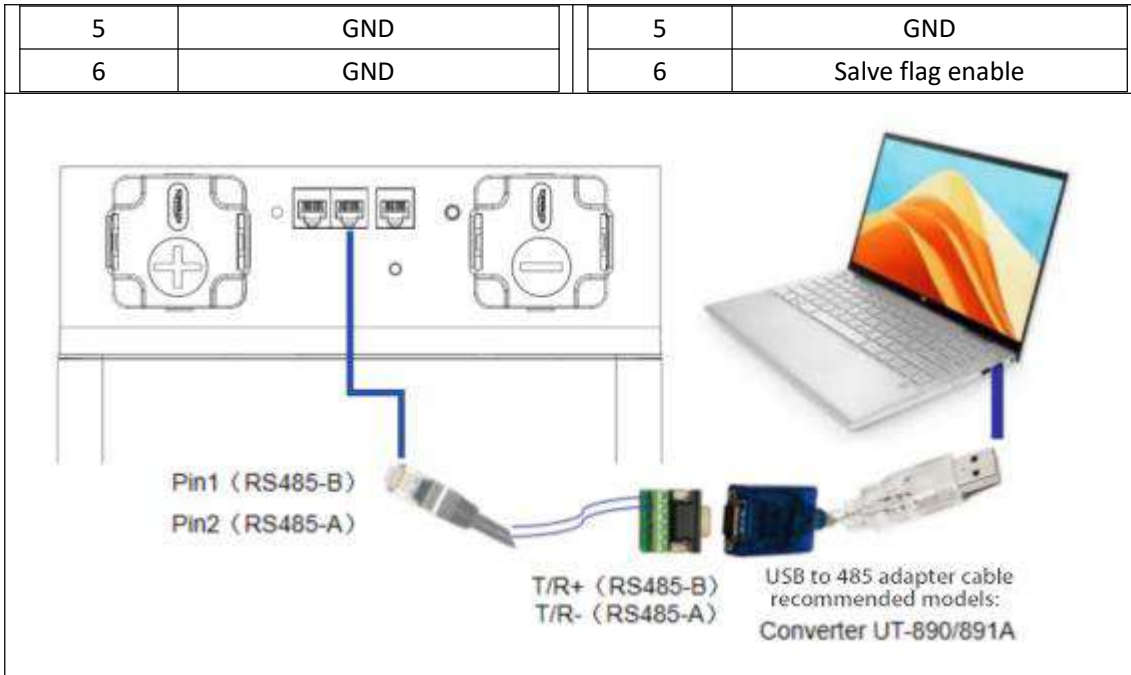 5 GND 5 GND
6 GND 6 Salve flag enable
Pin1（RS485-B）
Pin2（RS485-A）
T/R+（RS485-B）
T/R-（RS485-A）
USB to 485 adapter cable
recommended models:
Converter UT-890/891A